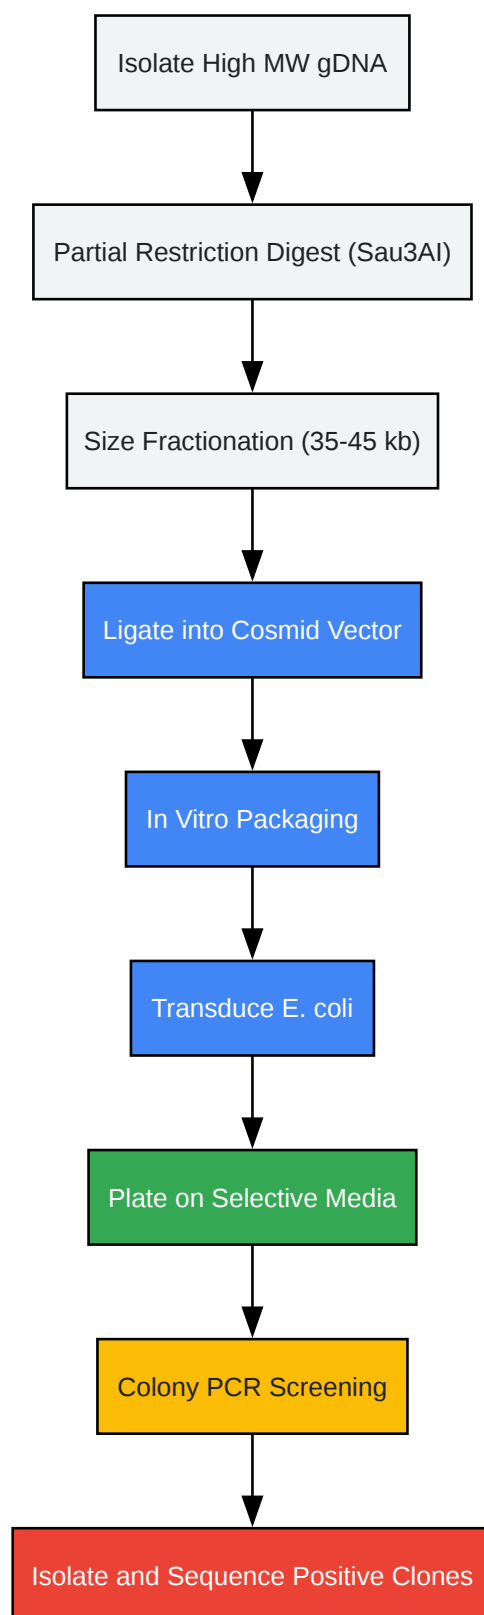 Isolate High MW gDNA
Partial Restriction Digest (Sau3AI)
Size Fractionation (35-45 kb)
Ligate into Cosmid Vector
In Vitro Packaging
Transduce E. coli
Plate on Selective Media
Colony PCR Screening
Isolate and Sequence Positive Clones